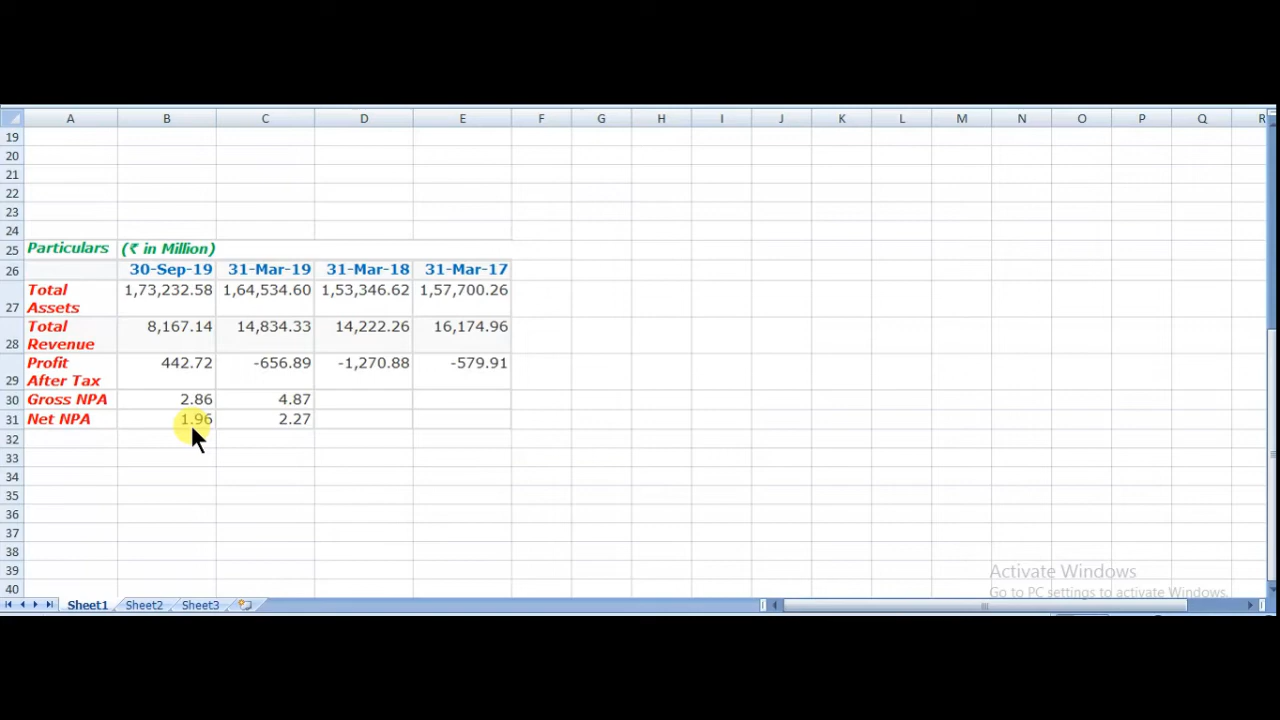 A B C D E F G H I J K L M N O P Q R
19
20
21
22
23
24
25 Particulars (₹ in Million)
26 30-Sep-19 31-Mar-19 31-Mar-18 31-Mar-17
27 Total Assets 1,73,232.58 1,64,534.60 1,53,346.62 1,57,700.26
28 Total Revenue 8,167.14 14,834.33 14,222.26 16,174.96
29 Profit After Tax 442.72 -656.89 -1,270.88 -579.91
30 Gross NPA 2.86 4.87
31 Net NPA 1.96 2.27
32
33
34
35
36
37
38
39
40
Activate Windows
Go to PC settings to activate Windows.
Sheet1 Sheet2 Sheet3